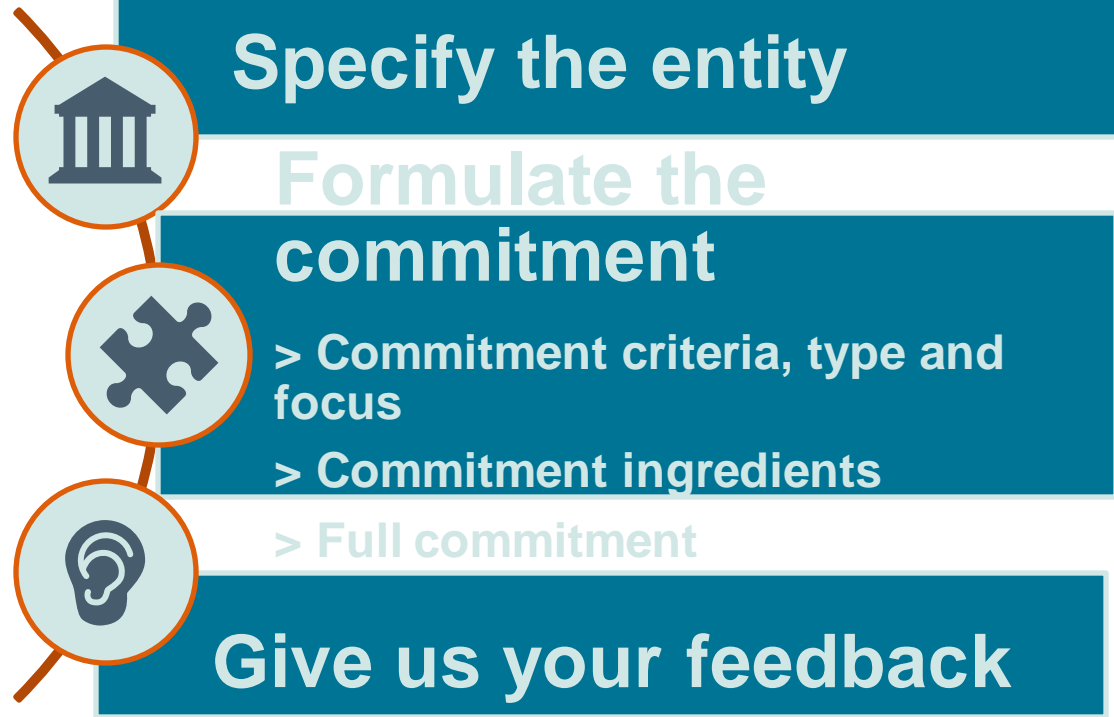 Specify the entity
Formulate the
commitment
> Commitment criteria, type and
focus
> Commitment ingredients
> Full commitment
Give us your feedback